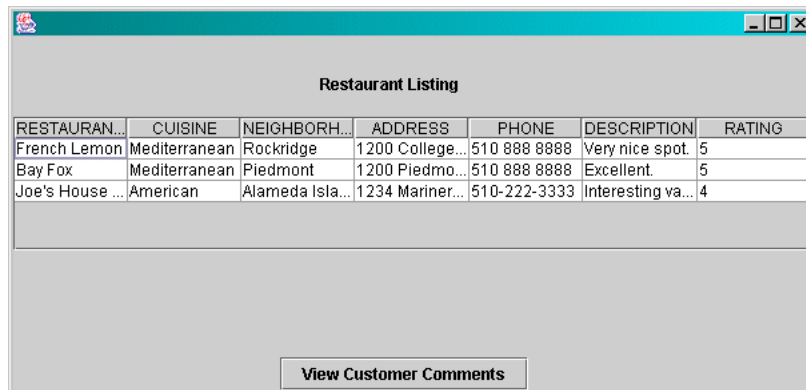 Restaurant Listing
RESTAURAN... CUISINE NEIGHBORH... ADDRESS PHONE DESCRIPTION RATING
French Lemon Mediterranean Rockridge 1200 College... 510 888 8888 Very nice spot. 5
Bay Fox Mediterranean Piedmont 1200 Piedmo... 510 888 8888 Excellent. 5
Joe's House ... American Alameda Isla... 1234 Mariner... 510-222-3333 Interesting va... 4
View Customer Comments